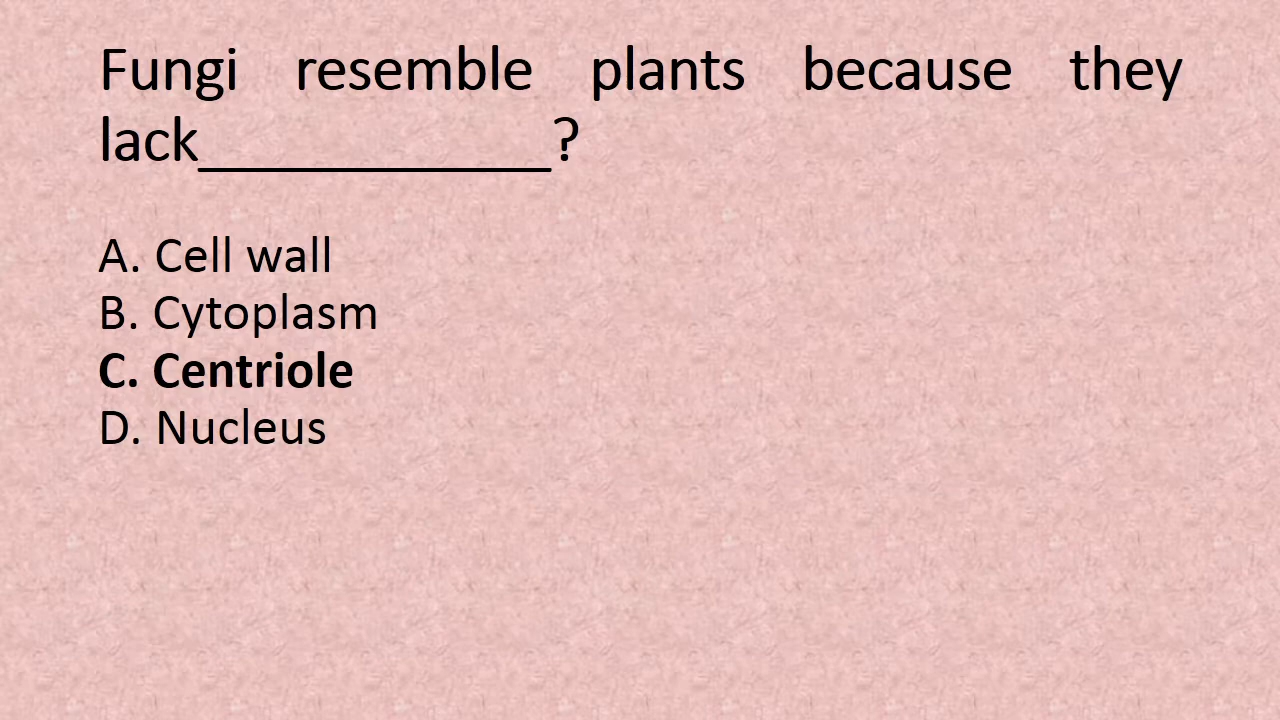 Fungi resemble plants because they
lack____________?
A. Cell wall
B. Cytoplasm
C. Centriole
D. Nucleus